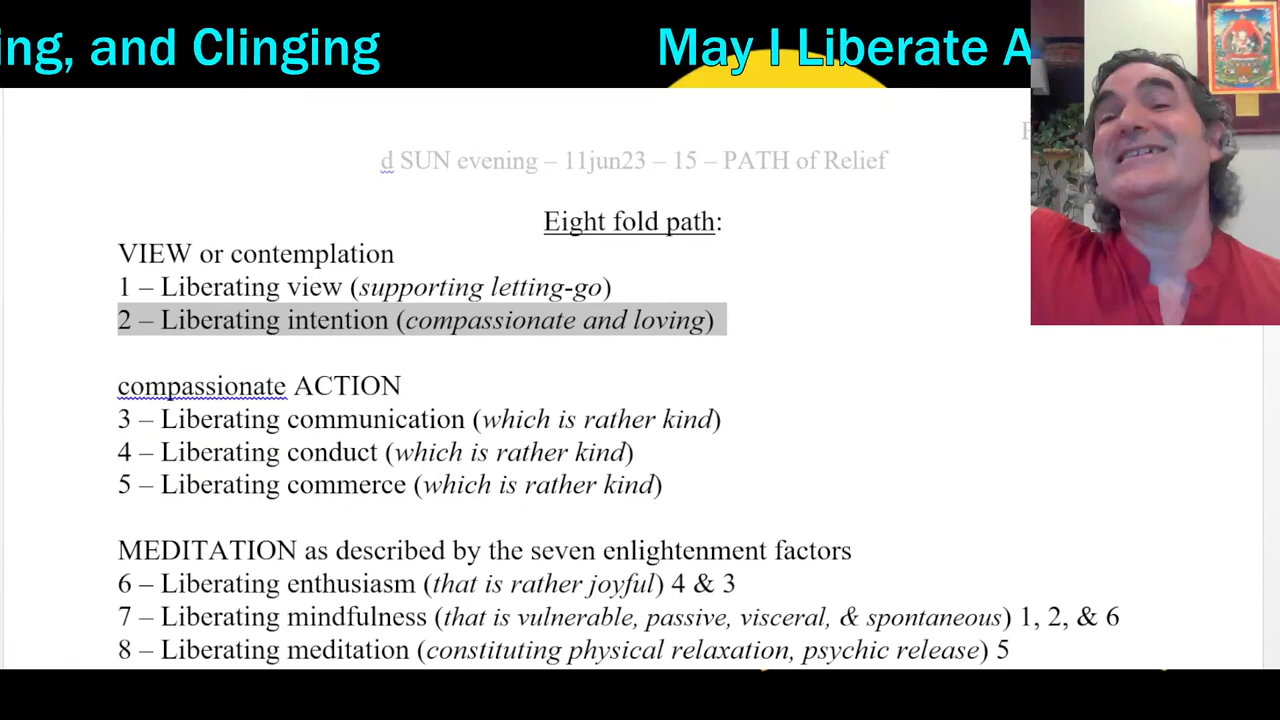 ing, and Clinging May I Liberate A
d SUN evening – 11jun23 – 15 – PATH of Relief
Eight fold path:
VIEW or contemplation
1 – Liberating view (supporting letting-go)
2 – Liberating intention (compassionate and loving)
compassionate ACTION
3 – Liberating communication (which is rather kind)
4 – Liberating conduct (which is rather kind)
5 – Liberating commerce (which is rather kind)
MEDITATION as described by the seven enlightenment factors
6 – Liberating enthusiasm (that is rather joyful) 4 & 3
7 – Liberating mindfulness (that is vulnerable, passive, visceral, & spontaneous) 1, 2, & 6
8 – Liberating meditation (constituting physical relaxation, psychic release) 5